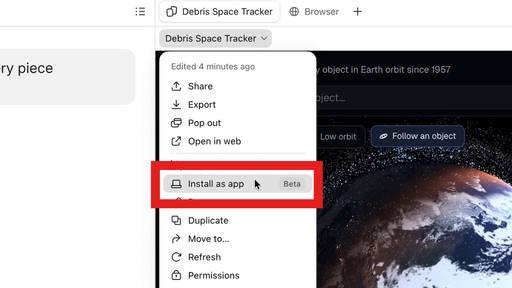 Debris Space Tracker
Browser
Debris Space Tracker
ry piece
Edited 4 minutes ago
y object in Earth orbit since 1957
Share
Export
bject...
Pop out
Low orbit
Follow an object
Open in web
Install as app
Beta
Duplicate
Move to...
Refresh
Permissions